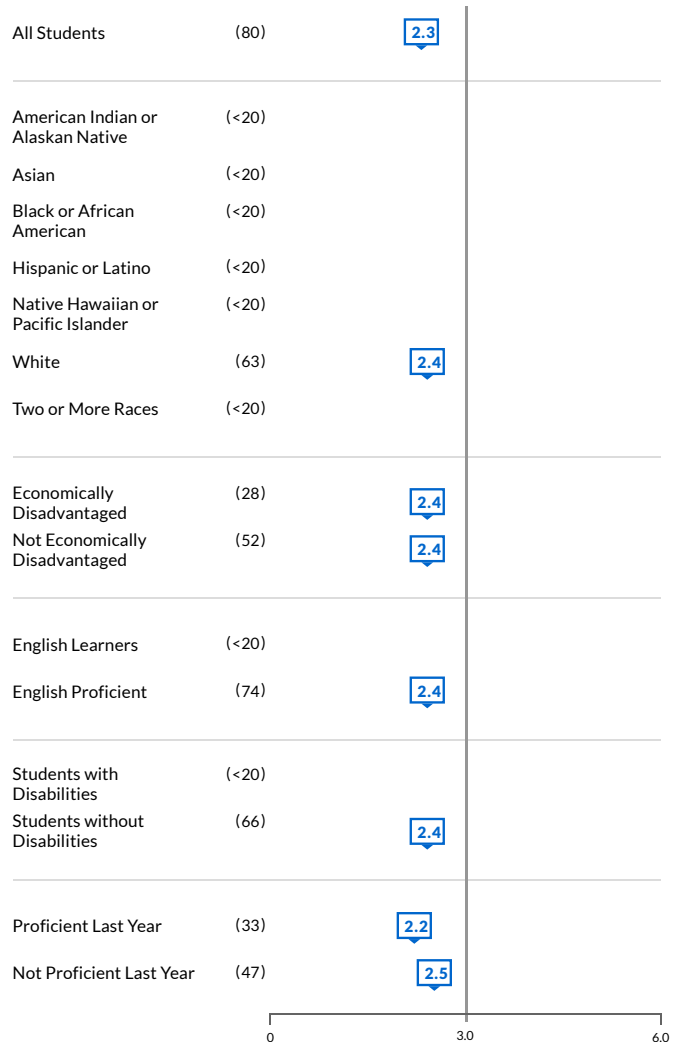 All Students (80) 2.3
American Indian or (<20)
Alaskan Native
Asian (<20)
Black or African (<20)
American
Hispanic or Latino (<20)
Native Hawaiian or (<20)
Pacific Islander
White (63) 2.4
Two or More Races (<20)
Economically (28) 2.4
Disadvantaged
Not Economically (52) 2.4
Disadvantaged
English Learners (<20)
English Proficient (74) 2.4
Students with (<20)
Disabilities
Students without (66) 2.4
Disabilities
Proficient Last Year (33) 2.2
Not Proficient Last Year (47) 2.5
0 3.0 6.0